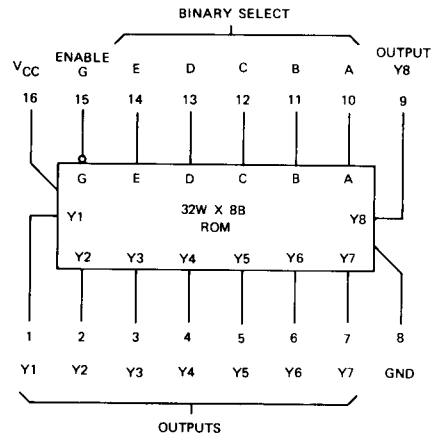 BINARY SELECT
ENABLE OUTPUT
VCC G E D C B A Y8
16 15 14 13 12 11 10 9
G E D C B A
Y1 32W X 8B Y8
ROM
Y2 Y3 Y4 Y5 Y6 Y7
1 2 3 4 5 6 7 8
Y1 Y2 Y3 Y4 Y5 Y6 Y7 GND
OUTPUTS